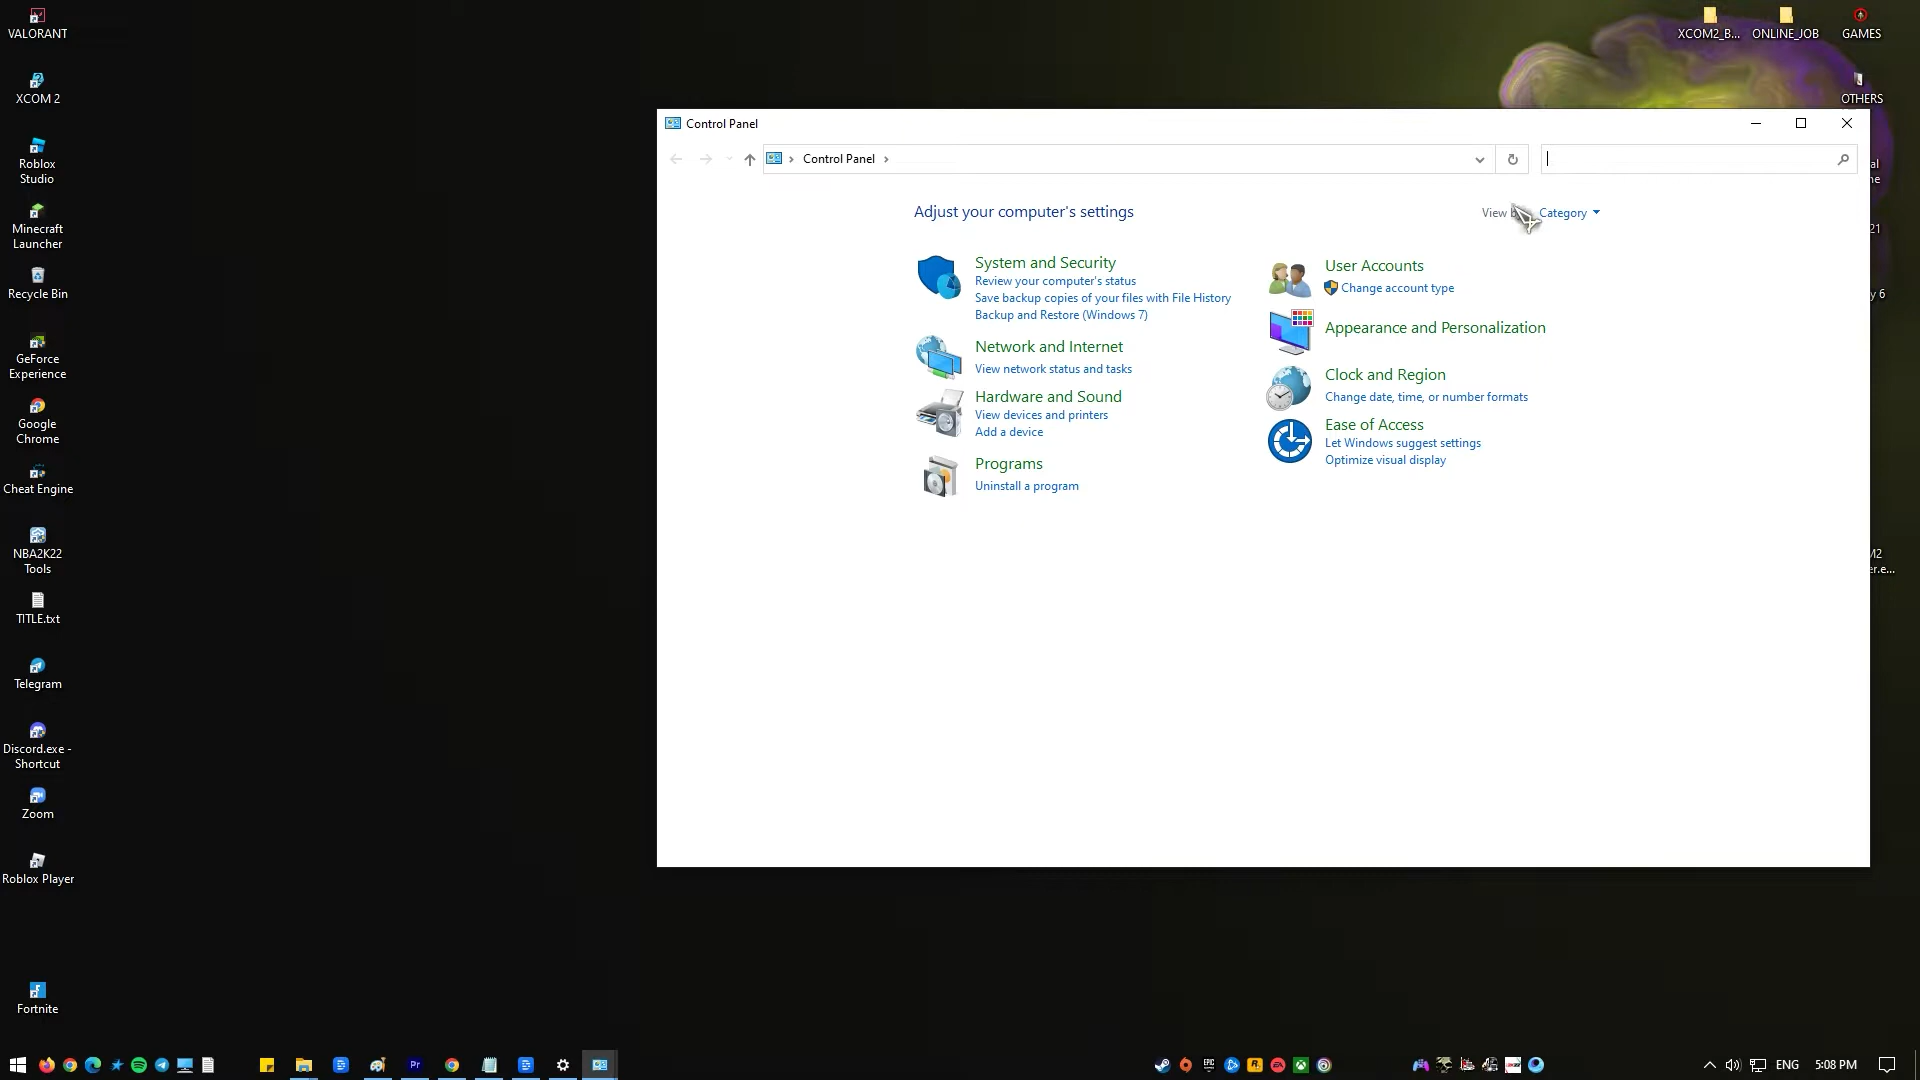 VALORANT
XCOM 2
Roblox
Studio
Minecraft
Launcher
Recycle Bin
GeForce
Experience
Google
Chrome
Cheat Engine
NBA2K22
Tools
TITLE.txt
Telegram
Discord.exe -
Shortcut
Zoom
Roblox Player
Fortnite
XCOM2_B...
ONLINE_JOB
GAMES
OTHERS
Control Panel
Control Panel
Adjust your computer's settings
View
Category
System and Security
Review your computer's status
Save backup copies of your files with File History
Backup and Restore (Windows 7)
Network and Internet
View network status and tasks
Hardware and Sound
View devices and printers
Add a device
Programs
Uninstall a program
User Accounts
Change account type
Appearance and Personalization
Clock and Region
Change date, time, or number formats
Ease of Access
Let Windows suggest settings
Optimize visual display
Pr
EPIC
EA
ENG
5:08 PM